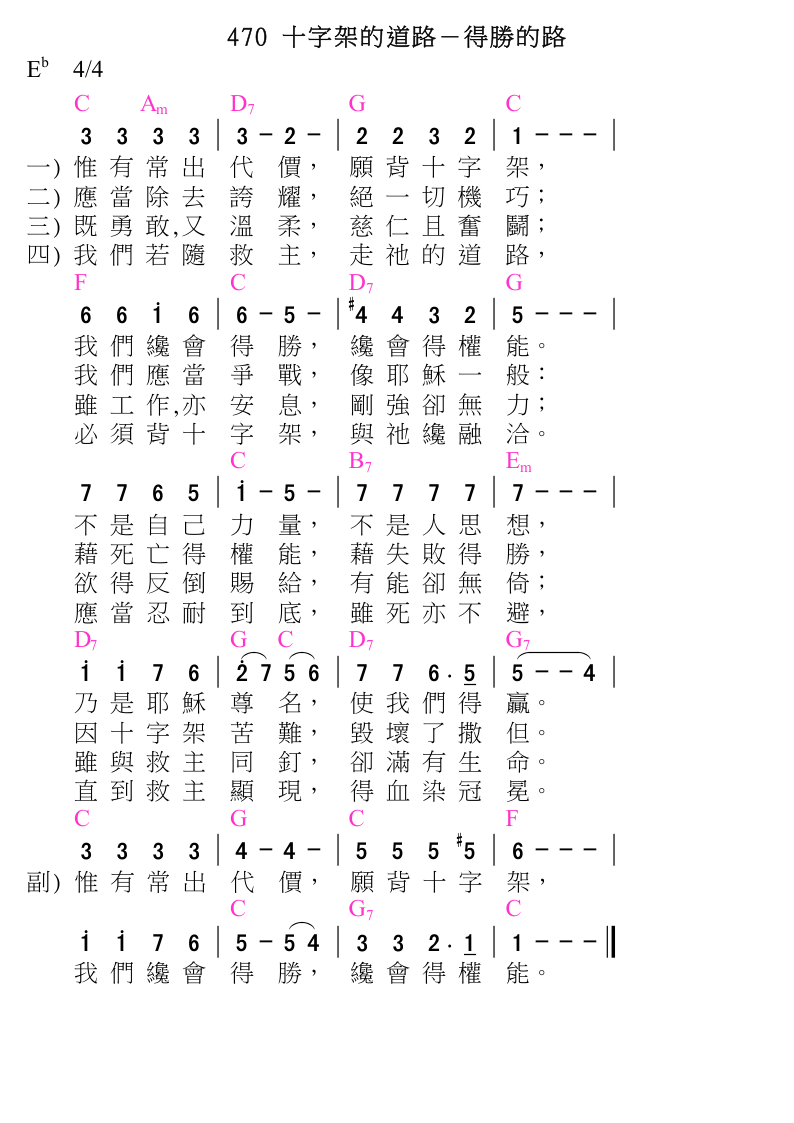 470 十字架的道路－得勝的路
E♭ 4/4
C Am D7 G C
3 3 3 3 | 3 － 2 － | 2 2 3 2 | 1 － － － |
一) 惟有常出代價，願背十字架，
二) 應當除去誇耀，絕一切機巧；
三) 既勇敢,又溫柔，慈仁且奮鬭；
四) 我們若隨救主，走祂的道路，
F C D7 G
6 6 i 6 | 6 － 5 － | #4 4 3 2 | 5 － － － |
我們纔會得勝，纔會得權能。
我們應當爭戰，像耶穌一般：
雖工作,亦安息，剛強卻無力；
必須背十字架，與祂纔融洽。
C B7 Em
7 7 6 5 | i － 5 － | 7 7 7 7 | 7 － － － |
不是自己力量，不是人思想，
藉死亡得權能，藉失敗得勝，
欲得反倒賜給，有能卻無倚；
應當忍耐到底，雖死亦不避，
D7 G C D7 G7
i i 7 6 | 2̇ 7 5 6 | 7 7 6 . 5 | 5 － － 4 |
乃是耶穌尊名，使我們得贏。
因十字架苦難，毀壞了撒但。
雖與救主同釘，卻滿有生命。
直到救主顯現，得血染冠冕。
C G C F
3 3 3 3 | 4 － 4 － | 5 5 5 #5 | 6 － － － |
副) 惟有常出代價，願背十字架，
C G7 C
i i 7 6 | 5 － 5 4 | 3 3 2 . 1 | 1 － － － ‖
我們纔會得勝，纔會得權能。